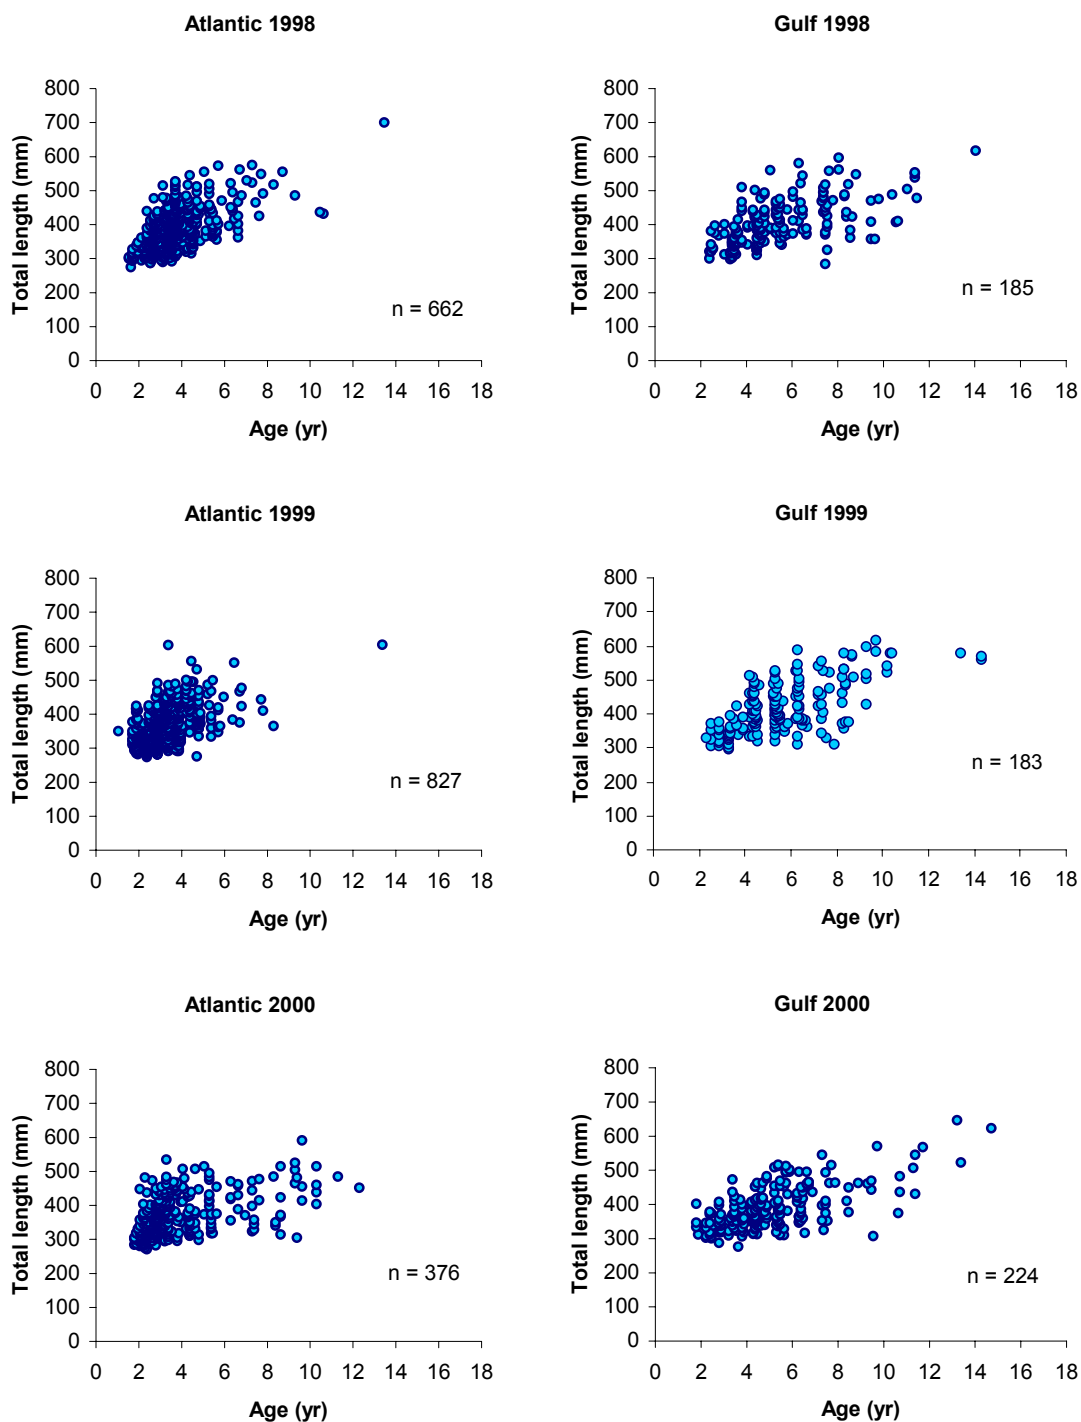 Atlantic 1998
Total length (mm)
800
700
600
500
400
300
200
100
0
n = 662
0 2 4 6 8 10 12 14 16 18
Age (yr)
Gulf 1998
Total length (mm)
800
700
600
500
400
300
200
100
0
n = 185
0 2 4 6 8 10 12 14 16 18
Age (yr)
Atlantic 1999
Total length (mm)
800
700
600
500
400
300
200
100
0
n = 827
0 2 4 6 8 10 12 14 16 18
Age (yr)
Gulf 1999
Total length (mm)
800
700
600
500
400
300
200
100
0
n = 183
0 2 4 6 8 10 12 14 16 18
Age (yr)
Atlantic 2000
Total length (mm)
800
700
600
500
400
300
200
100
0
n = 376
0 2 4 6 8 10 12 14 16 18
Age (yr)
Gulf 2000
Total length (mm)
800
700
600
500
400
300
200
100
0
n = 224
0 2 4 6 8 10 12 14 16 18
Age (yr)